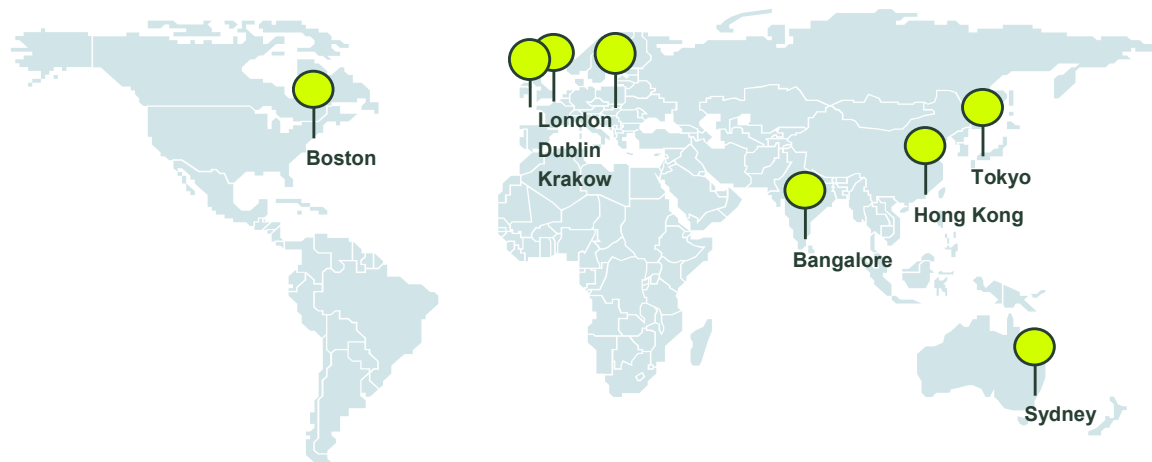 London
Dublin
Krakow
Boston
Tokyo
Hong Kong
Bangalore
Sydney